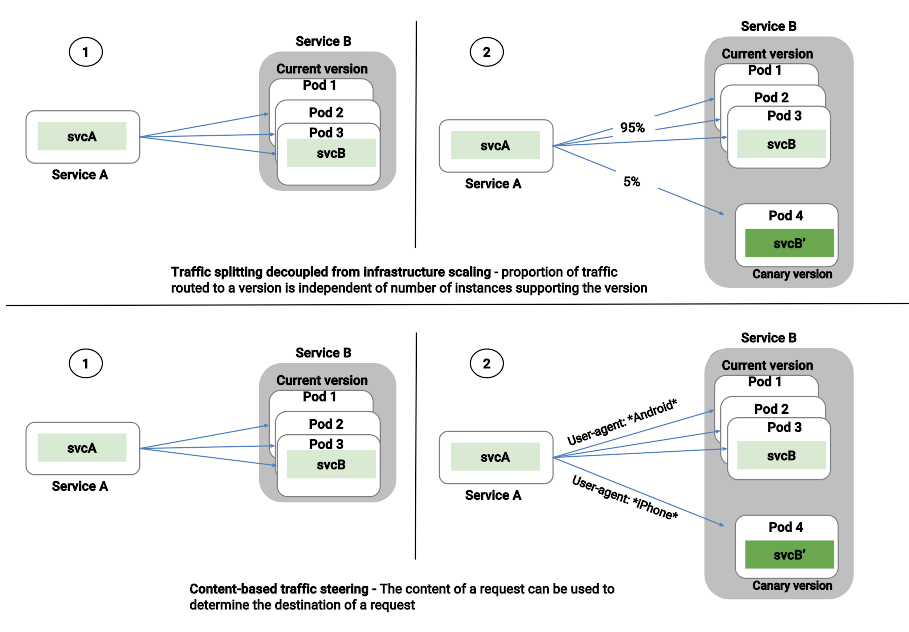 1
Service B
Current version
Pod 1
Pod 2
Pod 3
svcB
svcA
Service A
2
Service B
Current version
Pod 1
Pod 2
Pod 3
svcB
95%
svcA
Service A
5%
Pod 4
svcB'
Canary version
Traffic splitting decoupled from infrastructure scaling - proportion of traffic
routed to a version is independent of number of instances supporting the version
1
Service B
Current version
Pod 1
Pod 2
Pod 3
svcB
svcA
Service A
2
Service B
Current version
Pod 1
Pod 2
Pod 3
svcB
User-agent: *Android*
svcA
Service A
User-agent: *iPhone*
Pod 4
svcB'
Canary version
Content-based traffic steering - The content of a request can be used to
determine the destination of a request